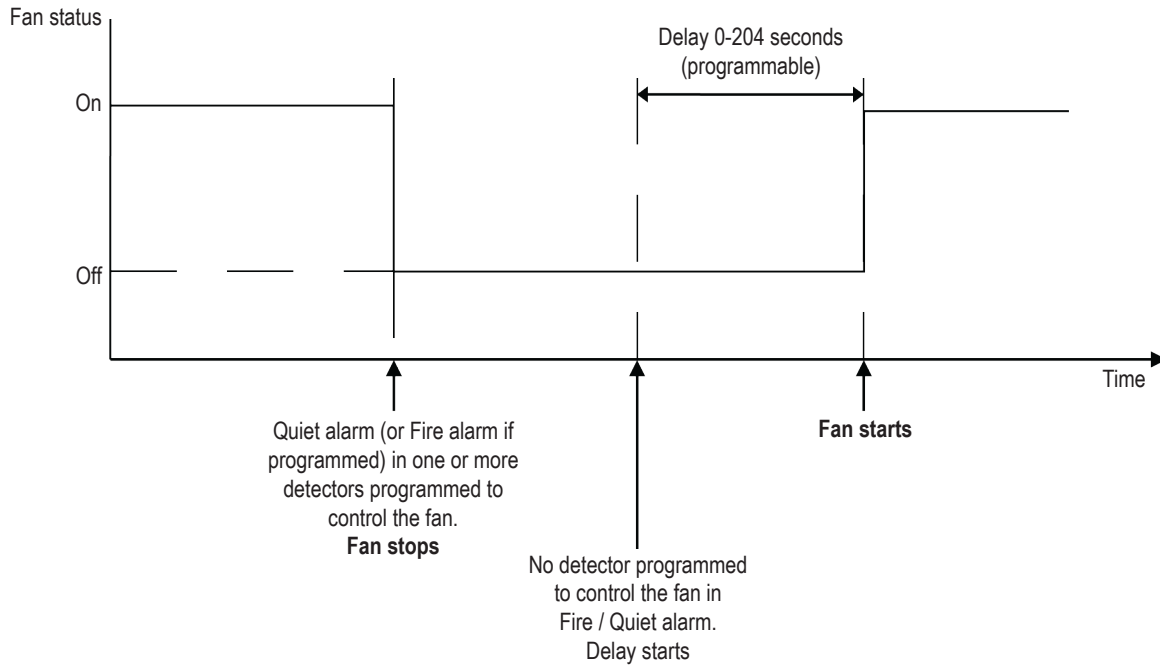 Fan status
Delay 0-204 seconds
(programmable)
On
Off
Time
Quiet alarm (or Fire alarm if
programmed) in one or more
detectors programmed to
control the fan.
Fan stops
Fan starts
No detector programmed
to control the fan in
Fire / Quiet alarm.
Delay starts